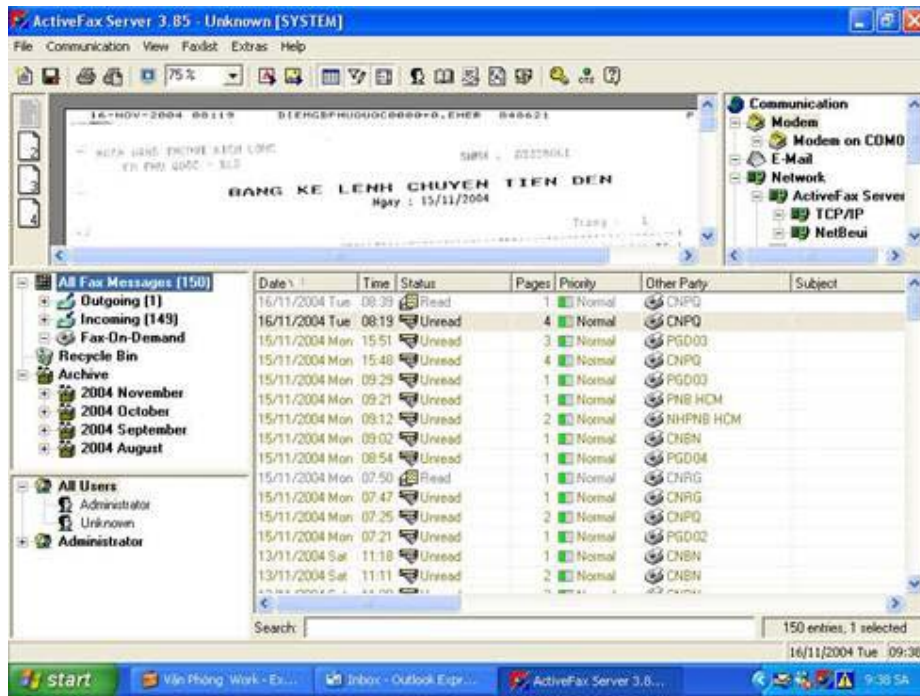 ActiveFax Server 3.85 - Unknown [SYSTEM]
File Communication View Faxlist Extras Help
75%
16-NOV-2004 08:19
BANG KE LENH CHUYEN TIEN DEN
Ngay : 15/11/2004
Trang : 1
Communication
Modem
Modem on COM0
E-Mail
Network
ActiveFax Server
TCP/IP
NetBeui
1
2
3
4
All Fax Messages (150)
Outgoing (1)
Incoming (149)
Fax-On-Demand
Recycle Bin
Archive
2004 November
2004 October
2004 September
2004 August
All Users
Administrator
Unknown
Administrator
Date Time Status Pages Priority Other Party Subject
16/11/2004 Tue 08:39 Read 1 Normal CNPQ
16/11/2004 Tue 08:19 Unread 4 Normal CNPQ
15/11/2004 Mon 15:51 Unread 3 Normal PGD03
15/11/2004 Mon 15:48 Unread 4 Normal CNPQ
15/11/2004 Mon 09:29 Unread 1 Normal PGD03
15/11/2004 Mon 09:21 Unread 1 Normal PNB HCM
15/11/2004 Mon 09:12 Unread 2 Normal NHPNB HCM
15/11/2004 Mon 09:02 Unread 1 Normal CNBN
15/11/2004 Mon 08:54 Unread 1 Normal PGD04
15/11/2004 Mon 07:50 Read 1 Normal CNRG
15/11/2004 Mon 07:47 Unread 1 Normal CNRG
15/11/2004 Mon 07:25 Unread 2 Normal CNPQ
15/11/2004 Mon 07:21 Unread 1 Normal PGD02
13/11/2004 Sat 11:18 Unread 1 Normal CNBN
13/11/2004 Sat 11:11 Unread 2 Normal CNBN
Search:
150 entries, 1 selected
16/11/2004 Tue 09:38
start
Văn Phòng Work - Ex...
Inbox - Outlook Expr...
ActiveFax Server 3.8...
9:38 SA